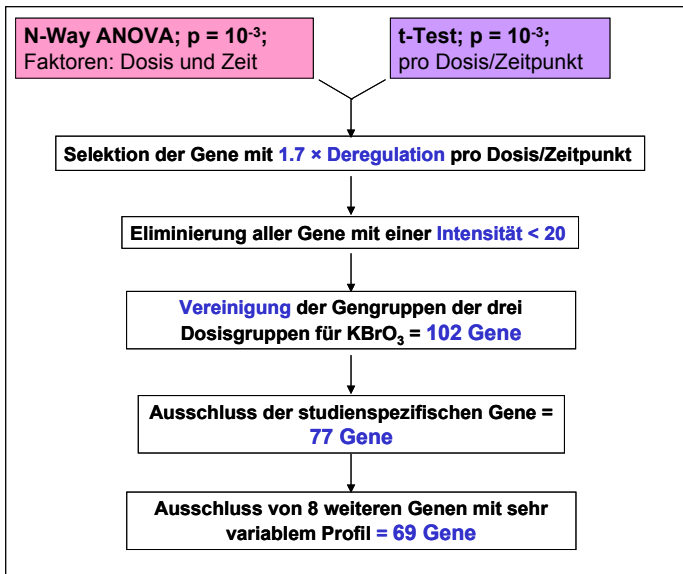 N-Way ANOVA; p = 10⁻³;
Faktoren: Dosis und Zeit
t-Test; p = 10⁻³;
pro Dosis/Zeitpunkt
Selektion der Gene mit 1.7 × Deregulation pro Dosis/Zeitpunkt
Eliminierung aller Gene mit einer Intensität < 20
Vereinigung der Gengruppen der drei
Dosisgruppen für KBrO₃ = 102 Gene
Ausschluss der studienspezifischen Gene =
77 Gene
Ausschluss von 8 weiteren Genen mit sehr
variablem Profil = 69 Gene